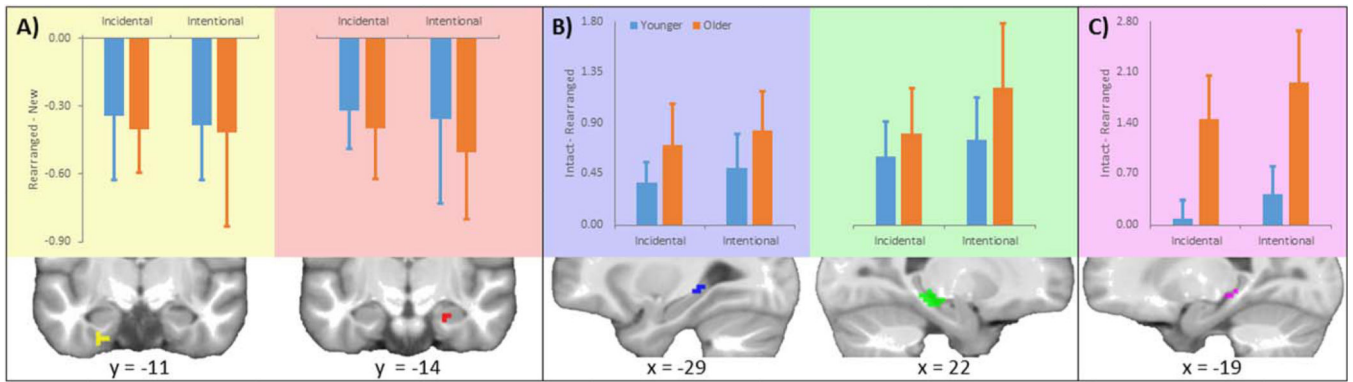 A)
Incidental Intentional
0.00
-0.30
-0.60
-0.90
Rearranged - New
Incidental Intentional
y = -11
y = -14
B)
Younger Older
1.80
1.35
0.90
0.45
0.00
Intact - Rearranged
Incidental Intentional
Incidental Intentional
x = -29
x = 22
C)
2.80
2.10
1.40
0.70
0.00
Intact - Rearranged
Incidental Intentional
x = -19